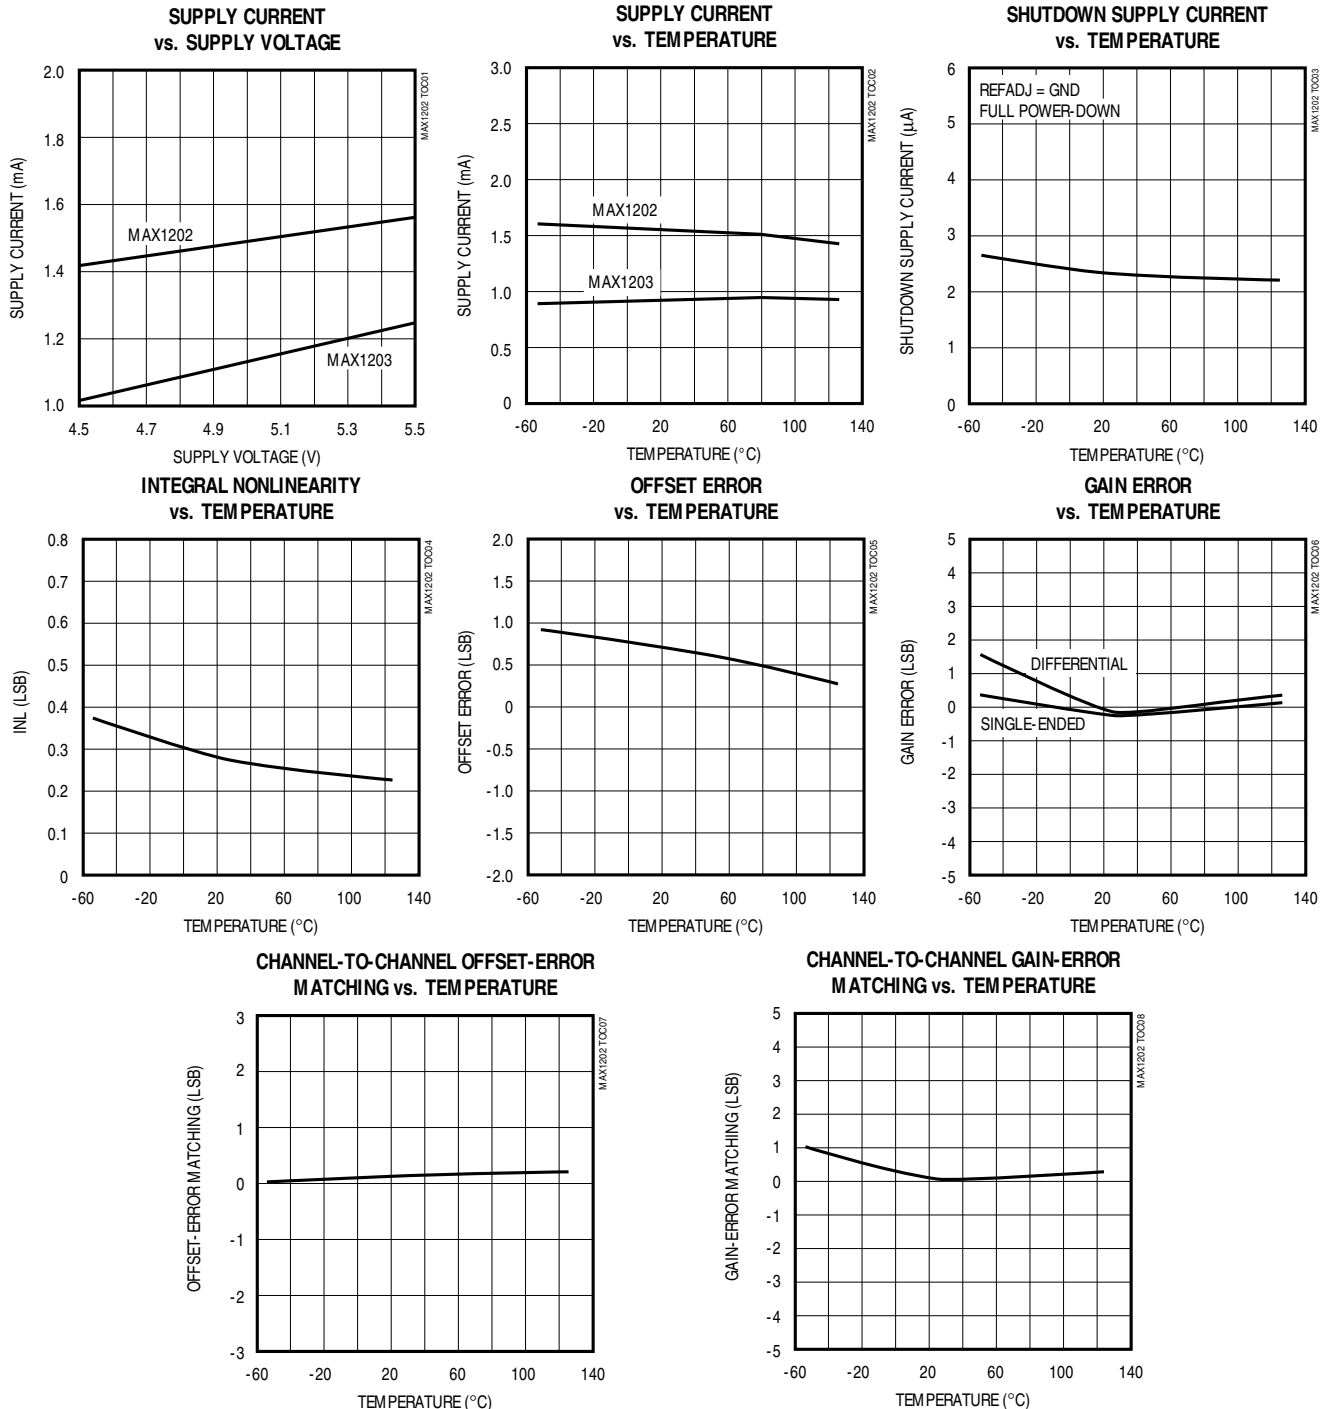 SUPPLY CURRENT
vs. SUPPLY VOLTAGE
2.0
1.8
1.6
1.4
1.2
1.0
SUPPLY CURRENT (mA)
MAX1202
MAX1203
MAX1202 TOC01
4.5 4.7 4.9 5.1 5.3 5.5
SUPPLY VOLTAGE (V)
SUPPLY CURRENT
vs. TEMPERATURE
3.0
2.5
2.0
1.5
1.0
0.5
0
SUPPLY CURRENT (mA)
MAX1202
MAX1203
MAX1202 TOC02
-60 -20 20 60 100 140
TEMPERATURE (°C)
SHUTDOWN SUPPLY CURRENT
vs. TEMPERATURE
6
5
4
3
2
1
0
SHUTDOWN SUPPLY CURRENT (µA)
REFADJ = GND
FULL POWER-DOWN
MAX1202 TOC03
-60 -20 20 60 100 140
TEMPERATURE (°C)
INTEGRAL NONLINEARITY
vs. TEMPERATURE
0.8
0.7
0.6
0.5
0.4
0.3
0.2
0.1
0
INL (LSB)
MAX1202 TOC04
-60 -20 20 60 100 140
TEMPERATURE (°C)
OFFSET ERROR
vs. TEMPERATURE
2.0
1.5
1.0
0.5
0
-0.5
-1.0
-1.5
-2.0
OFFSET ERROR (LSB)
MAX1202 TOC05
-60 -20 20 60 100 140
TEMPERATURE (°C)
GAIN ERROR
vs. TEMPERATURE
5
4
3
2
1
0
-1
-2
-3
-4
-5
GAIN ERROR (LSB)
DIFFERENTIAL
SINGLE-ENDED
MAX1202 TOC06
-60 -20 20 60 100 140
TEMPERATURE (°C)
CHANNEL-TO-CHANNEL OFFSET-ERROR
MATCHING vs. TEMPERATURE
3
2
1
0
-1
-2
-3
OFFSET-ERROR MATCHING (LSB)
MAX1202 TOC07
-60 -20 20 60 100 140
TEMPERATURE (°C)
CHANNEL-TO-CHANNEL GAIN-ERROR
MATCHING vs. TEMPERATURE
5
4
3
2
1
0
-1
-2
-3
-4
-5
GAIN-ERROR MATCHING (LSB)
MAX1202 TOC08
-60 -20 20 60 100 140
TEMPERATURE (°C)